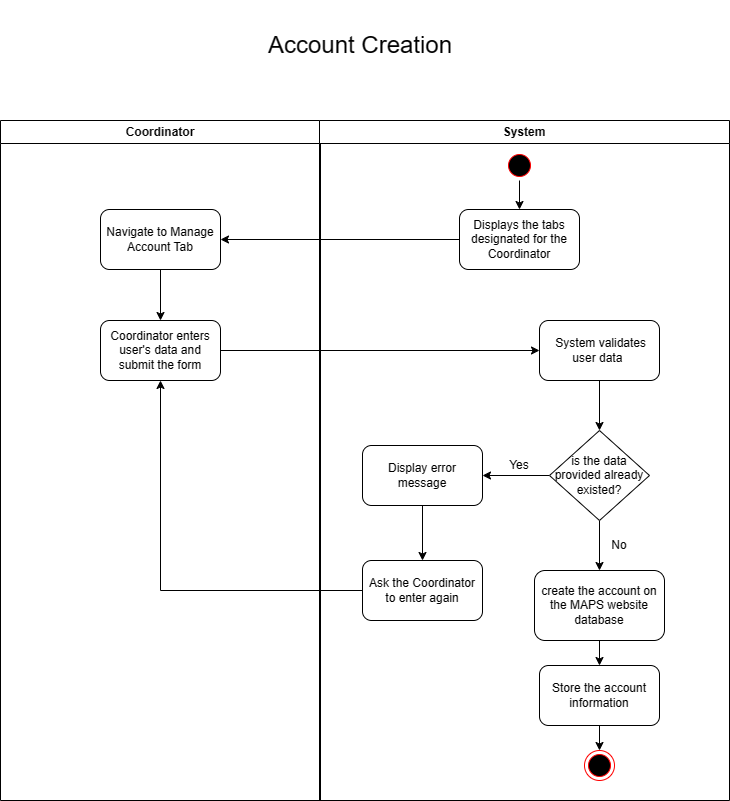 Account Creation
Coordinator
System
Displays the tabs
designated for the
Coordinator
Navigate to Manage
Account Tab
Coordinator enters
user's data and
submit the form
System validates
user data
is the data
provided already
existed?
Yes
Display error
message
No
Ask the Coordinator
to enter again
create the account on
the MAPS website
database
Store the account
information